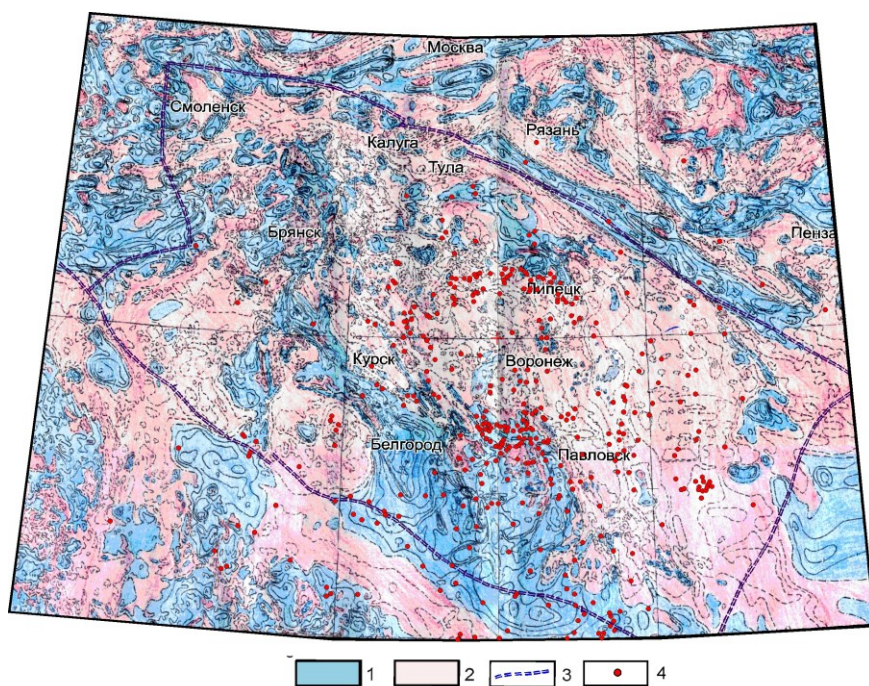 Москва
Смоленск
Рязань
Калуга
Тула
Брянск
Пенза
Липецк
Курск
Воронеж
Белгород
Павловск
1 2 3 4